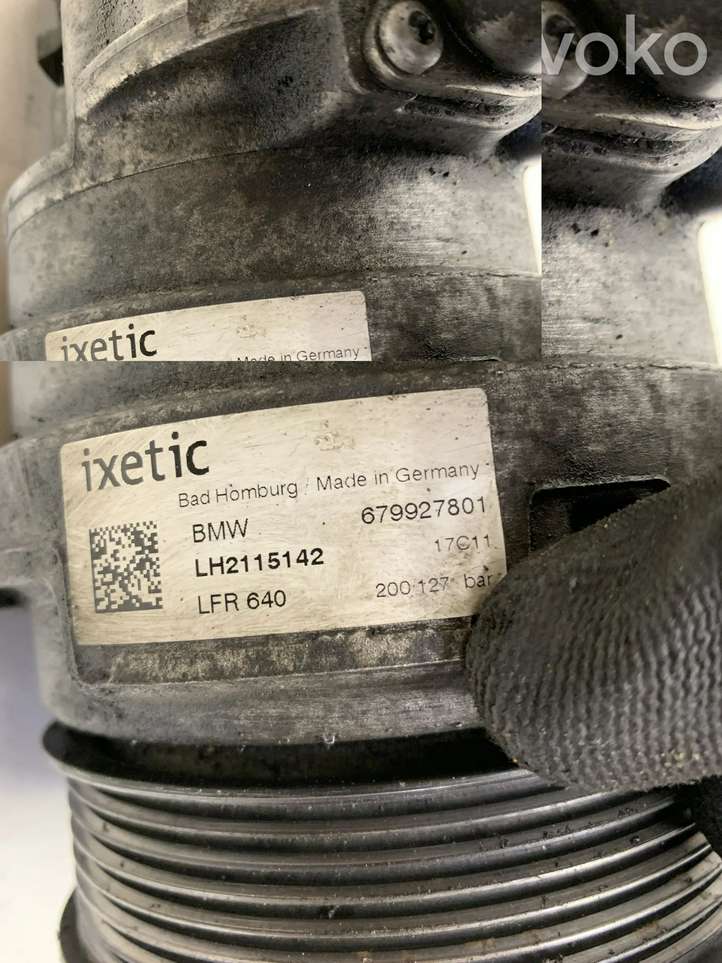 voko
ixetic
Made in Germany
ixetic
Bad Homburg / Made in Germany
BMW 679927801
LH2115142 17C11
LFR 640 200/127 bar